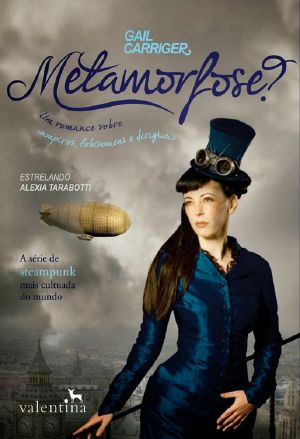 GAIL
CARRIGER
Metamorfose?
Um romance sobre
vampiros, lobisomens e dirigíveis
ESTRELANDO
ALEXIA TARABOTTI
A série de
steampunk
mais cultuada
do mundo
valentina